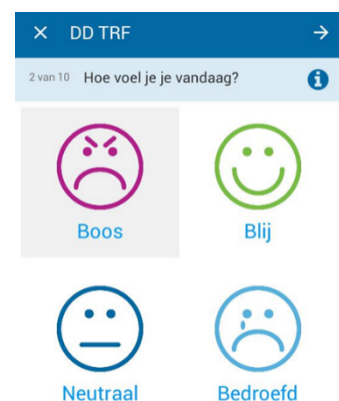 DD TRF
2 van 10 Hoe voel je je vandaag?
Boos Blij
Neutraal Bedroefd